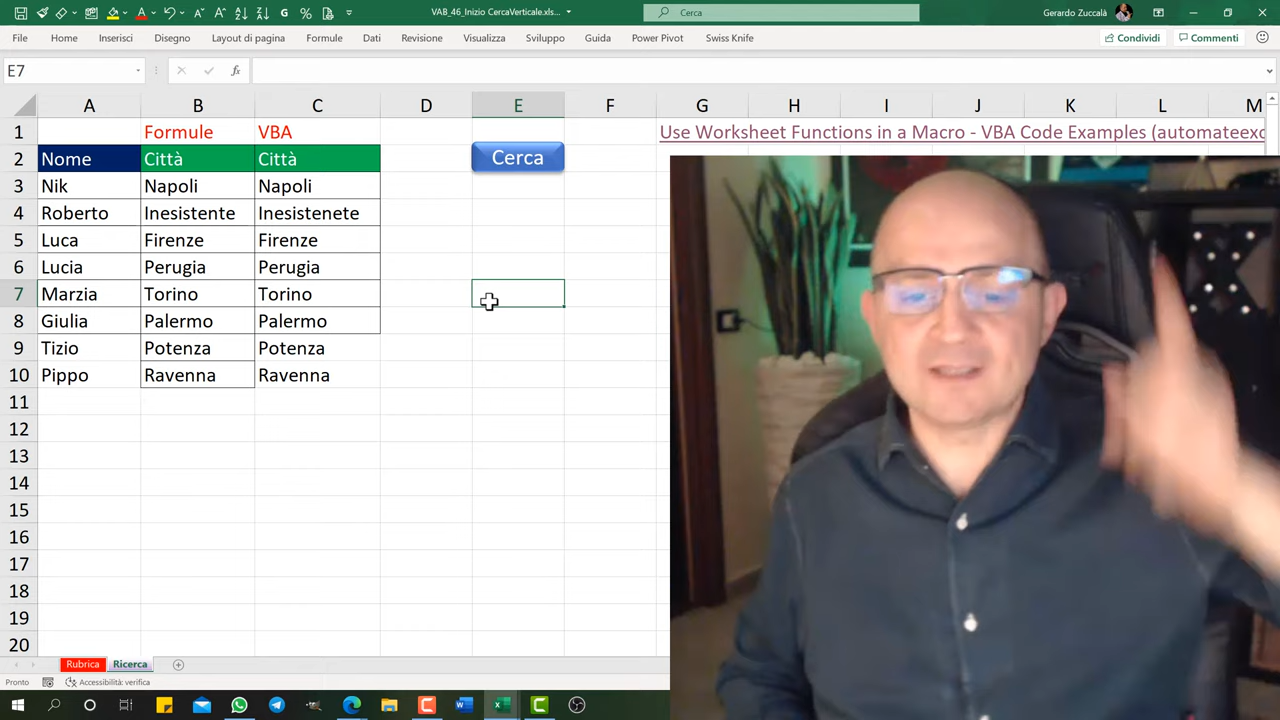 VAB_46_Inizio CercaVerticale.xls...
Cerca
Gerardo Zuccalà
File Home Inserisci Disegno Layout di pagina Formule Dati Revisione Visualizza Sviluppo Guida Power Pivot Swiss Knife
Condividi Commenti
E7
fx
A B C D E F G H I J K L M
1 Formule VBA Use Worksheet Functions in a Macro - VBA Code Examples (automateexc
2 Nome Città Città Cerca
3 Nik Napoli Napoli
4 Roberto Inesistente Inesistenete
5 Luca Firenze Firenze
6 Lucia Perugia Perugia
7 Marzia Torino Torino
8 Giulia Palermo Palermo
9 Tizio Potenza Potenza
10 Pippo Ravenna Ravenna
11
12
13
14
15
16
17
18
19
20
Rubrica Ricerca
Pronto Accessibilità: verifica